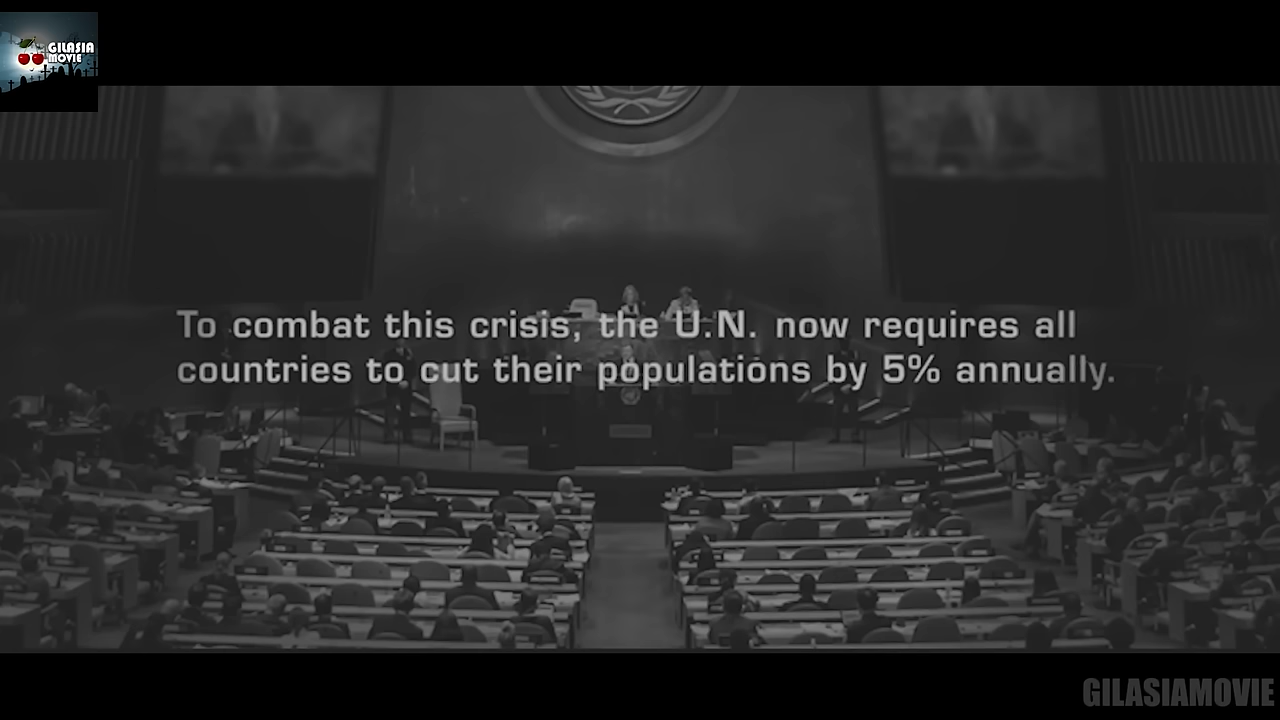 GILASIA
MOVIE
To combat this crisis, the U.N. now requires all
countries to cut their populations by 5% annually.
GILASIAMOVIE